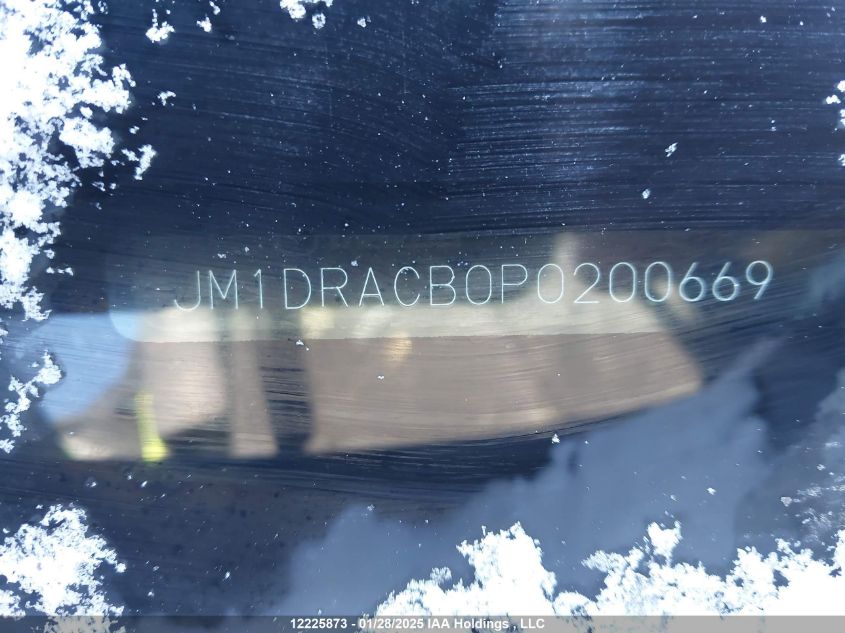 JM1DRACB0P0200669
12225873 - 01/28/2025 IAA Holdings , LLC